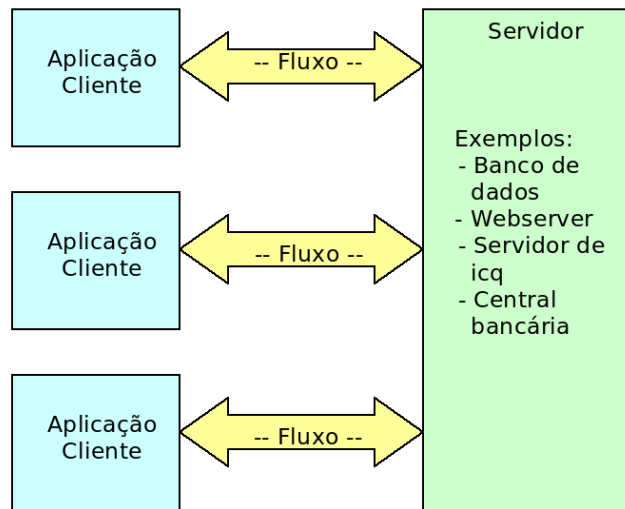 Aplicação
Cliente
-- Fluxo --
Servidor
Exemplos:
- Banco de
dados
- Webserver
- Servidor de
icq
- Central
bancária
Aplicação
Cliente
-- Fluxo --
Aplicação
Cliente
-- Fluxo --